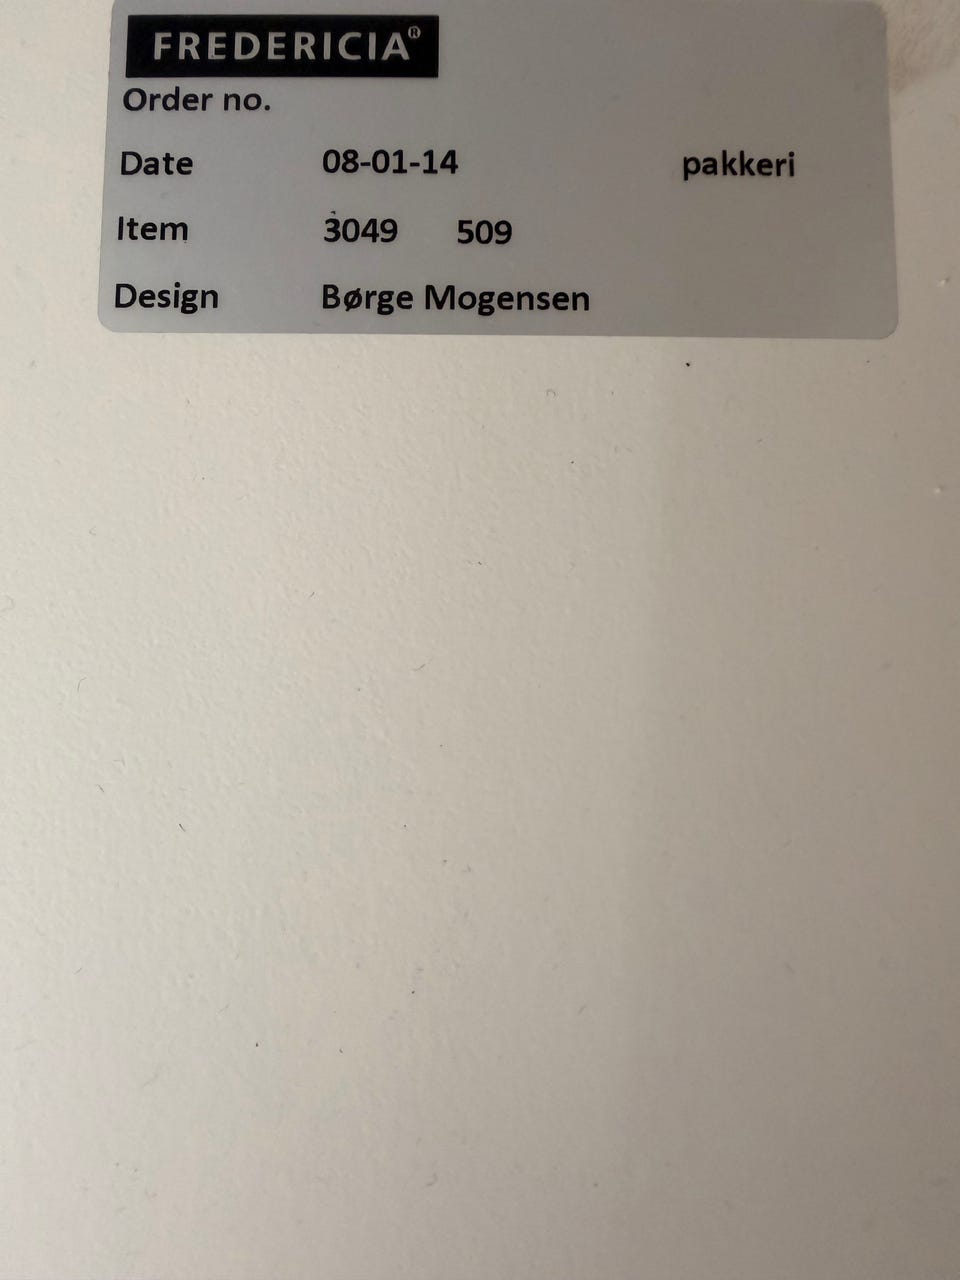 FREDERICIA®
Order no.
Date 08-01-14 pakkeri
Item 3049 509
Design Børge Mogensen